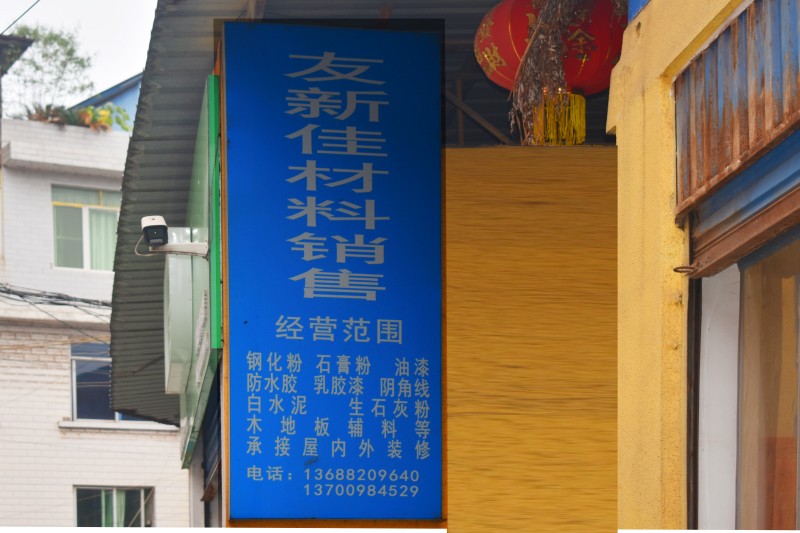 友新佳材料销售
经营范围
钢化粉 石膏粉 油漆
防水胶 乳胶漆 阴角线
白水泥 生石灰粉
木地板辅料等
承接屋内外装修
电话：13688209640
13700984529